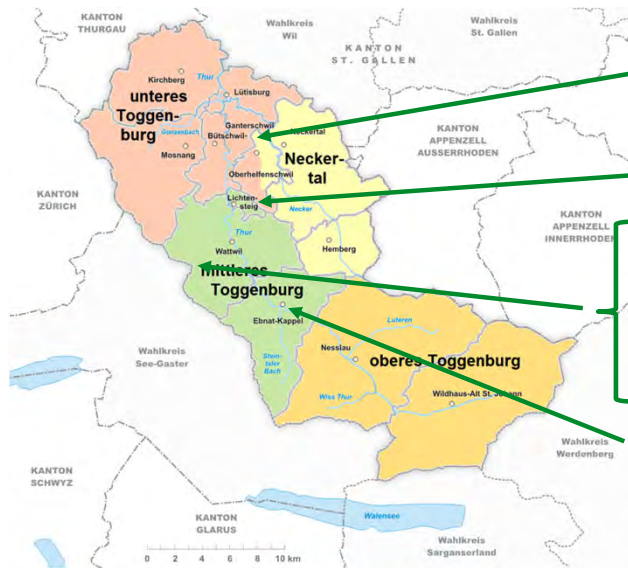 KANTON
THURGAU
Wahlkreis
Wil
Wahlkreis
St. Gallen
KANTON
ST. GALLEN
Kirchberg
Thur
Lütisburg
unteres
Toggen-
burg
Gonzenbach
Ganterschwil
Bütschwil-
Neckertal
Mosnang
Necker-
tal
KANTON
APPENZELL
AUSSERRHODEN
Oberhelfenschwil
KANTON
ZÜRICH
Lichten-
steig
Necker
KANTON
APPENZELL
INNERRHODEN
Thur
Wattwil
Hemberg
Mittleres
Toggenburg
Ebnat-Kappel
Luteren
Wahlkreis
See-Gaster
Stein-
taler
Bach
Nesslau
oberes Toggenburg
Wiss Thur
Wildhaus-Alt St. Johann
Wahlkreis
Werdenberg
KANTON
SCHWYZ
KANTON
GLARUS
Walensee
Wahlkreis
Sarganserland
0 2 4 6 8 10 km